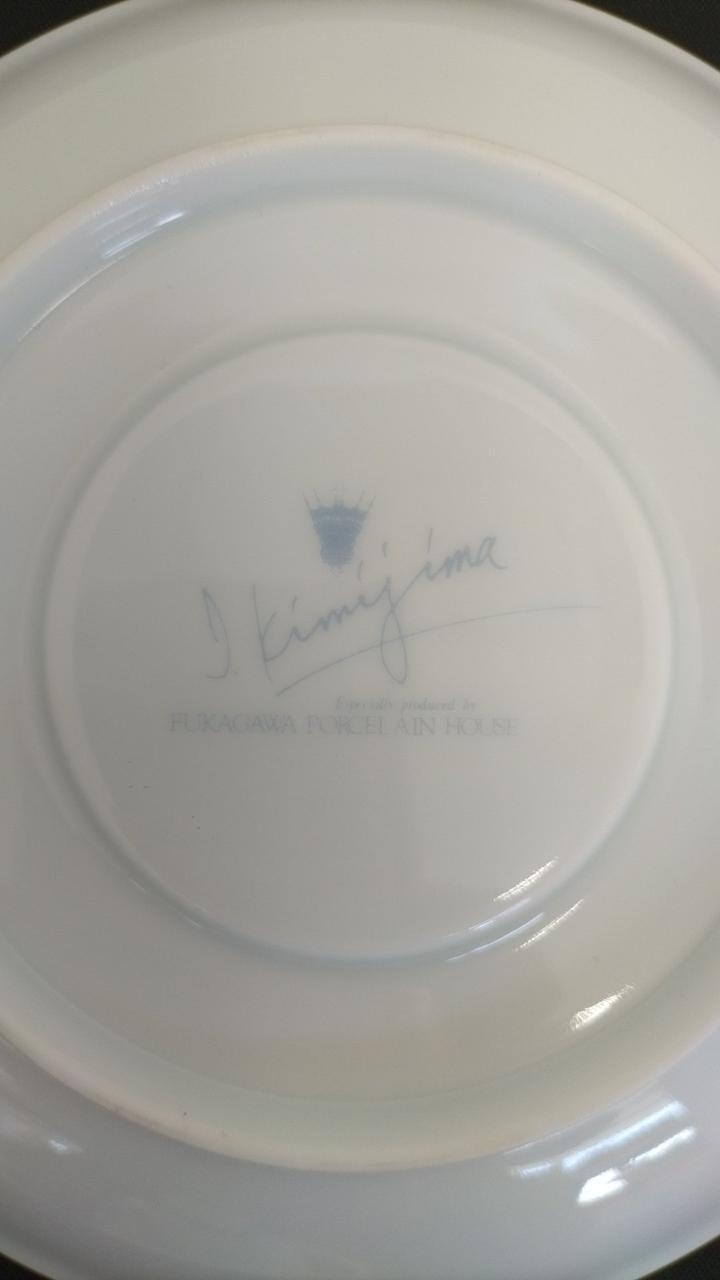 I. Kimijima
Especially produced by
FUKAGAWA PORCELAIN HOUSE